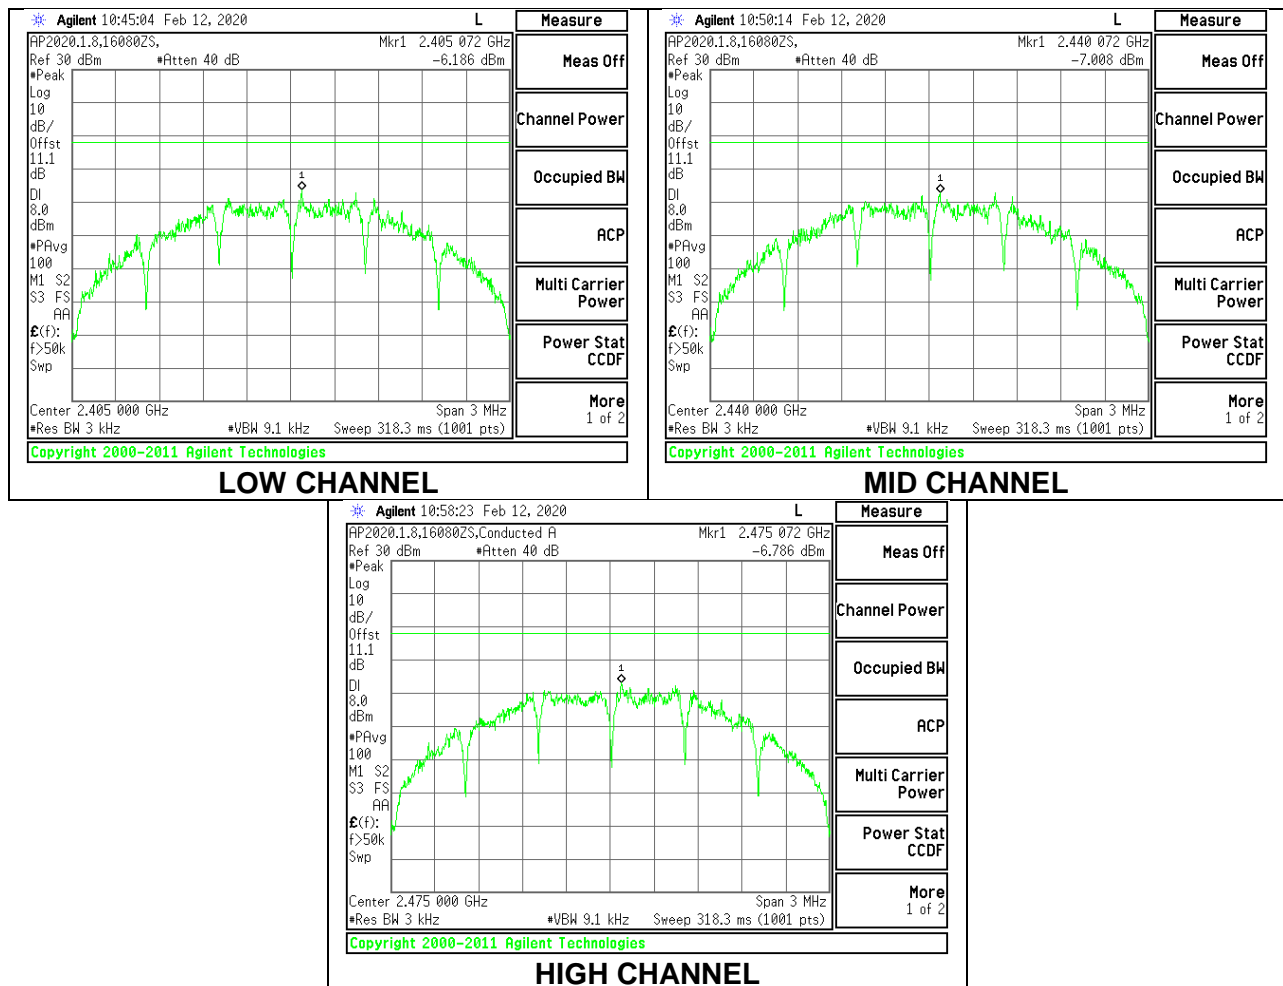 Agilent 10:45:04 Feb 12, 2020 L Measure
AP2020.1.8,16080ZS, Mkr1 2.405 072 GHz
Ref 30 dBm #Atten 40 dB -6.186 dBm
#Peak
Log
10
dB/
Offst
11.1
dB
DI
8.0
dBm
#PAvg
100
M1 S2
S3 FS
AA
£(f):
f>50k
Swp
1
Center 2.405 000 GHz Span 3 MHz
#Res BW 3 kHz #VBW 9.1 kHz Sweep 318.3 ms (1001 pts)
Meas Off
Channel Power
Occupied BW
ACP
Multi Carrier
Power
Power Stat
CCDF
More
1 of 2
Copyright 2000-2011 Agilent Technologies
LOW CHANNEL
Agilent 10:50:14 Feb 12, 2020 L Measure
AP2020.1.8,16080ZS, Mkr1 2.440 072 GHz
Ref 30 dBm #Atten 40 dB -7.008 dBm
#Peak
Log
10
dB/
Offst
11.1
dB
DI
8.0
dBm
#PAvg
100
M1 S2
S3 FS
AA
£(f):
f>50k
Swp
1
Center 2.440 000 GHz Span 3 MHz
#Res BW 3 kHz #VBW 9.1 kHz Sweep 318.3 ms (1001 pts)
Meas Off
Channel Power
Occupied BW
ACP
Multi Carrier
Power
Power Stat
CCDF
More
1 of 2
Copyright 2000-2011 Agilent Technologies
MID CHANNEL
Agilent 10:58:23 Feb 12, 2020 L Measure
AP2020.1.8,16080ZS,Conducted A Mkr1 2.475 072 GHz
Ref 30 dBm #Atten 40 dB -6.786 dBm
#Peak
Log
10
dB/
Offst
11.1
dB
DI
8.0
dBm
#PAvg
100
M1 S2
S3 FS
AA
£(f):
f>50k
Swp
1
Center 2.475 000 GHz Span 3 MHz
#Res BW 3 kHz #VBW 9.1 kHz Sweep 318.3 ms (1001 pts)
Meas Off
Channel Power
Occupied BW
ACP
Multi Carrier
Power
Power Stat
CCDF
More
1 of 2
Copyright 2000-2011 Agilent Technologies
HIGH CHANNEL